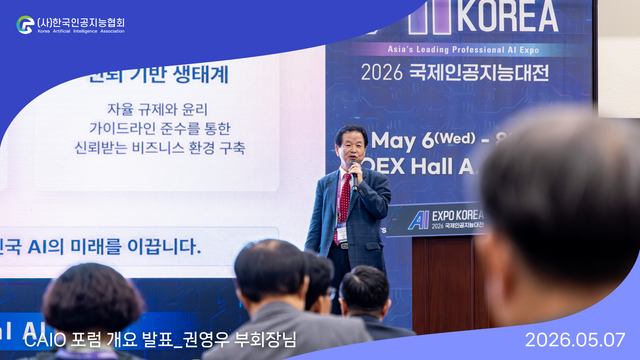 (사)한국인공지능협회
Korea Artificial Intelligence Association
기반 생태계
자율 규제와 윤리
가이드라인 준수를 통한
신뢰받는 비즈니스 환경 구축
AI의 미래를 이끕니다.
AI KOREA
Asia's Leading Professional AI Expo
2026 국제인공지능대전
May 6(Wed) -
OEX Hall A
AI EXPO KOREA
2026 국제인공지능대전
AI
CAIO 포럼 개요 발표_권영우 부회장님
2026.05.07